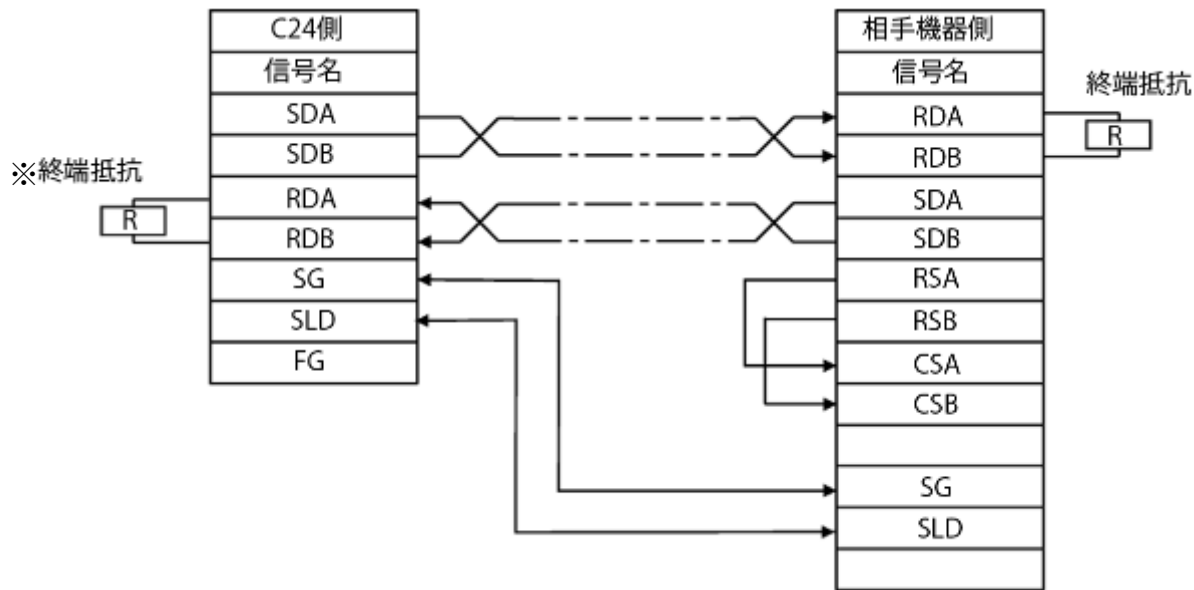 C24側
信号名
SDA
SDB
RDA
RDB
SG
SLD
FG
※終端抵抗
R
相手機器側
信号名
RDA
RDB
SDA
SDB
RSA
RSB
CSA
CSB
SG
SLD
終端抵抗
R